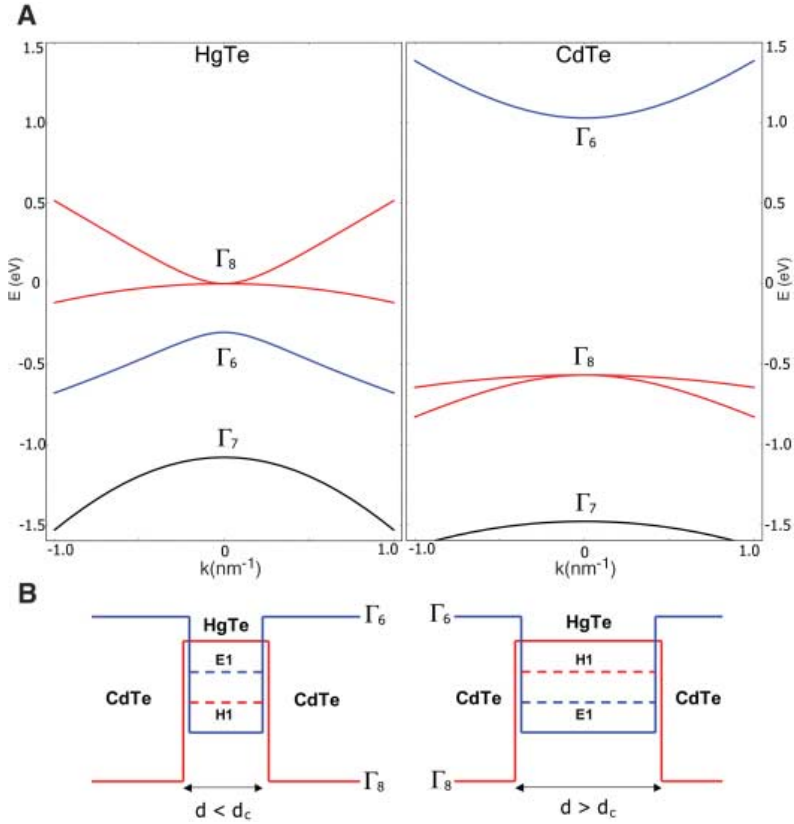 A
HgTe
CdTe
1.5
1.0
0.5
0
-0.5
-1.0
-1.5
E (eV)
Γ8
Γ6
Γ7
-1.0 0 1.0
k(nm-1)
Γ6
Γ8
Γ7
1.5
1.0
0.5
0
-0.5
-1.0
-1.5
E (eV)
-1.0 0 1.0
k(nm-1)
B
HgTe
Γ6
E1
CdTe
CdTe
H1
Γ8
d < dc
Γ6
HgTe
H1
CdTe
CdTe
E1
Γ8
d > dc